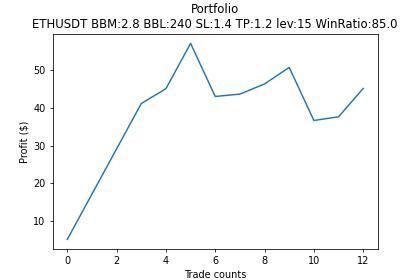 Portfolio
ETHUSDT BBM:2.8 BBL:240 SL:1.4 TP:1.2 lev:15 WinRatio:85.0
Profit ($)
50
40
30
20
10
0 2 4 6 8 10 12
Trade counts